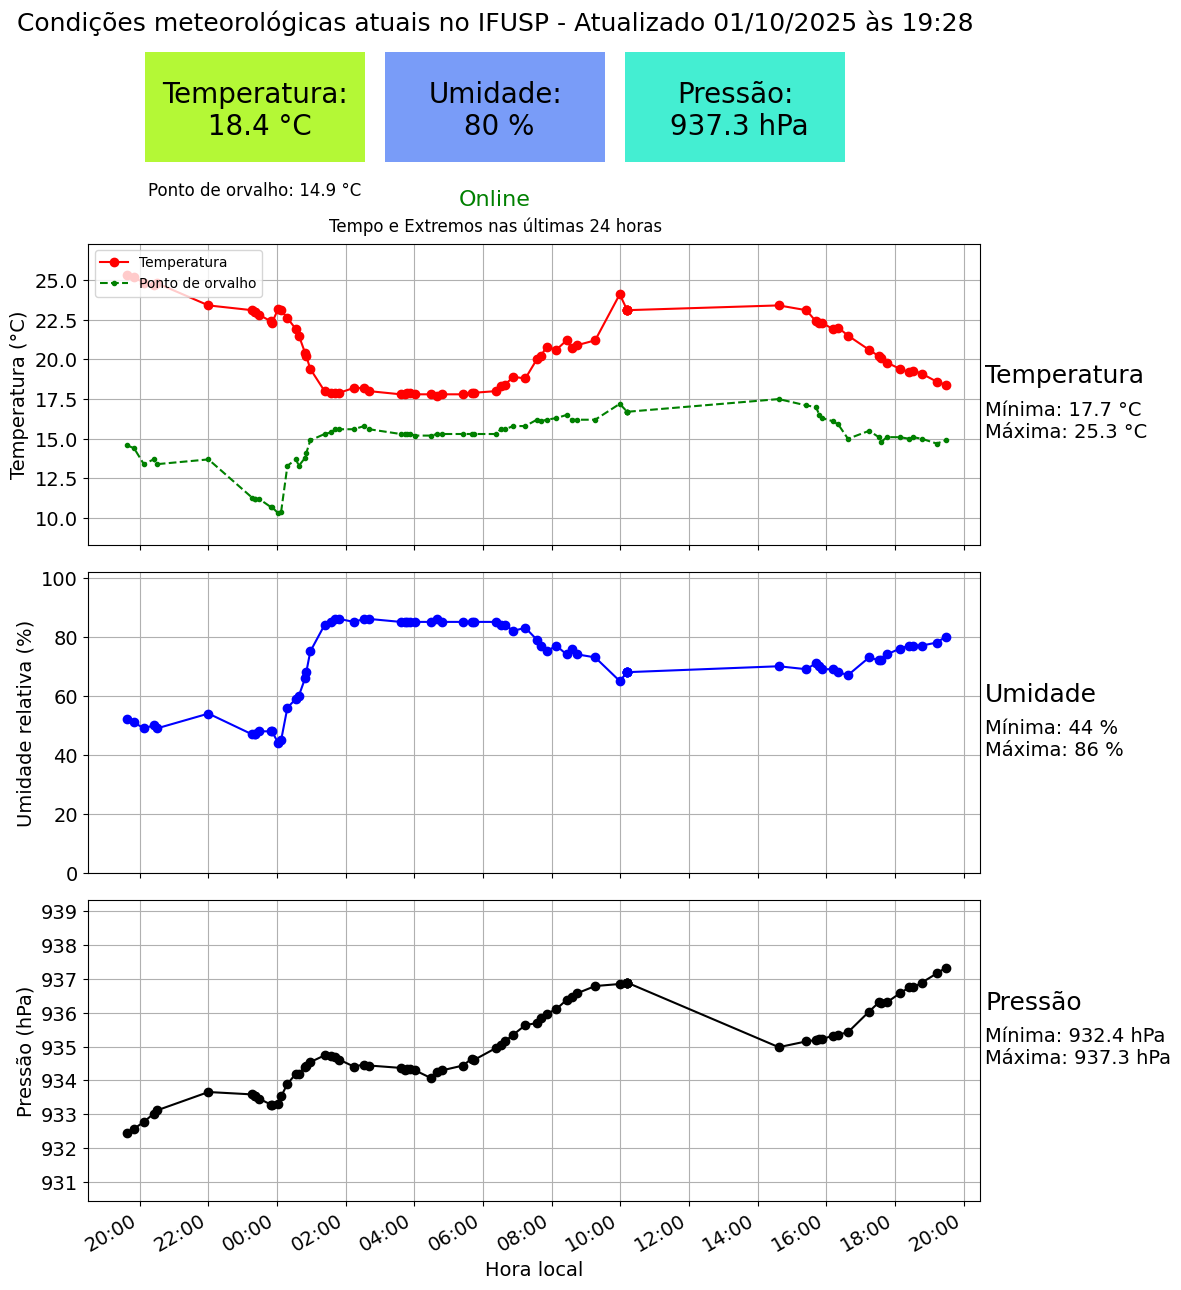 Condições meteorológicas atuais no IFUSP - Atualizado 01/10/2025 às 19:28
Temperatura:
18.4 °C
Umidade:
80 %
Pressão:
937.3 hPa
Ponto de orvalho: 14.9 °C
Online
Tempo e Extremos nas últimas 24 horas
Temperatura
Ponto de orvalho
Temperatura (°C)
25.0
22.5
20.0
17.5
15.0
12.5
10.0
Temperatura
Mínima: 17.7 °C
Máxima: 25.3 °C
Umidade relativa (%)
100
80
60
40
20
0
Umidade
Mínima: 44 %
Máxima: 86 %
Pressão (hPa)
939
938
937
936
935
934
933
932
931
Pressão
Mínima: 932.4 hPa
Máxima: 937.3 hPa
20:00 22:00 00:00 02:00 04:00 06:00 08:00 10:00 12:00 14:00 16:00 18:00 20:00
Hora local